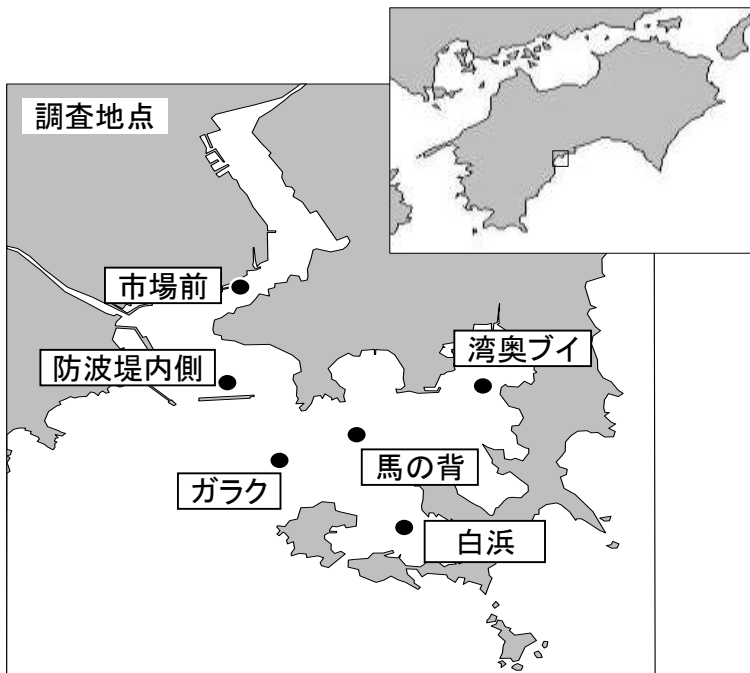 調査地点
市場前
湾奥ブイ
防波堤内側
馬の背
ガラク
白浜